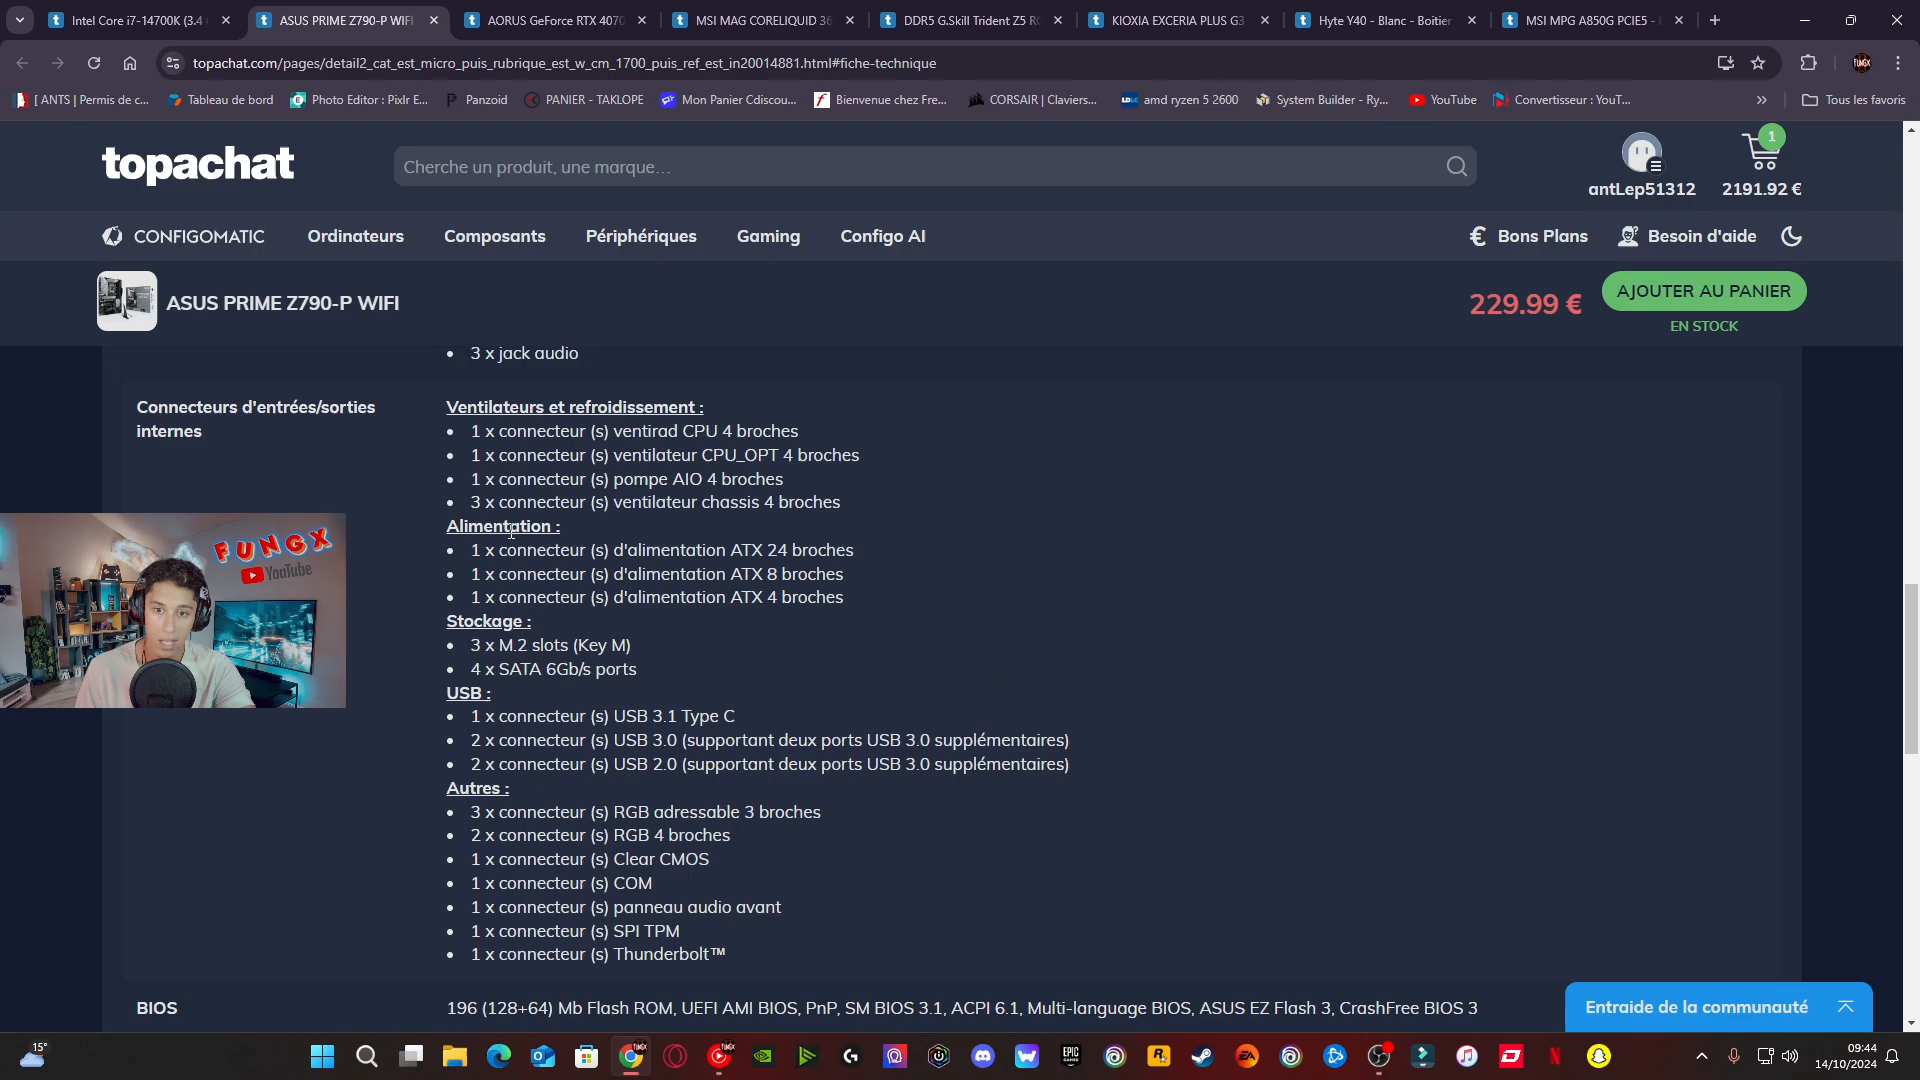 Intel Core i7-14700K (3.4
ASUS PRIME Z790-P WIFI
AORUS GeForce RTX 4070
MSI MAG CORELIQUID 36
DDR5 G.Skill Trident Z5 RG
KIOXIA EXCERIA PLUS G3
Hyte Y40 - Blanc - Boitier
MSI MPG A850G PCIE5 -
topachat.com/pages/detail2_cat_est_micro_puis_rubrique_est_w_cm_1700_puis_ref_est_in20014881.html#fiche-technique
[ ANTS | Permis de c...
Tableau de bord
Photo Editor : Pixlr E...
Panzoid
PANIER - TAKLOPE
Mon Panier Cdiscou...
Bienvenue chez Fre...
CORSAIR | Claviers...
amd ryzen 5 2600
System Builder - Ry...
YouTube
Convertisseur : YouT...
Tous les favoris
topachat
Cherche un produit, une marque...
antLep51312
1
2191.92 €
CONFIGOMATIC
Ordinateurs
Composants
Périphériques
Gaming
Configo AI
€ Bons Plans
Besoin d'aide
ASUS PRIME Z790-P WIFI
229.99 €
AJOUTER AU PANIER
EN STOCK
• 3 x jack audio
Connecteurs d'entrées/sorties
internes
Ventilateurs et refroidissement :
• 1 x connecteur (s) ventirad CPU 4 broches
• 1 x connecteur (s) ventilateur CPU_OPT 4 broches
• 1 x connecteur (s) pompe AIO 4 broches
• 3 x connecteur (s) ventilateur chassis 4 broches
Alimentation :
• 1 x connecteur (s) d'alimentation ATX 24 broches
• 1 x connecteur (s) d'alimentation ATX 8 broches
• 1 x connecteur (s) d'alimentation ATX 4 broches
Stockage :
• 3 x M.2 slots (Key M)
• 4 x SATA 6Gb/s ports
USB :
• 1 x connecteur (s) USB 3.1 Type C
• 2 x connecteur (s) USB 3.0 (supportant deux ports USB 3.0 supplémentaires)
• 2 x connecteur (s) USB 2.0 (supportant deux ports USB 3.0 supplémentaires)
Autres :
• 3 x connecteur (s) RGB adressable 3 broches
• 2 x connecteur (s) RGB 4 broches
• 1 x connecteur (s) Clear CMOS
• 1 x connecteur (s) COM
• 1 x connecteur (s) panneau audio avant
• 1 x connecteur (s) SPI TPM
• 1 x connecteur (s) Thunderbolt™
FUNGX
YouTube
BIOS
196 (128+64) Mb Flash ROM, UEFI AMI BIOS, PnP, SM BIOS 3.1, ACPI 6.1, Multi-language BIOS, ASUS EZ Flash 3, CrashFree BIOS 3
Entraide de la communauté
15°
EPIC
GAMES
EA
09:44
14/10/2024